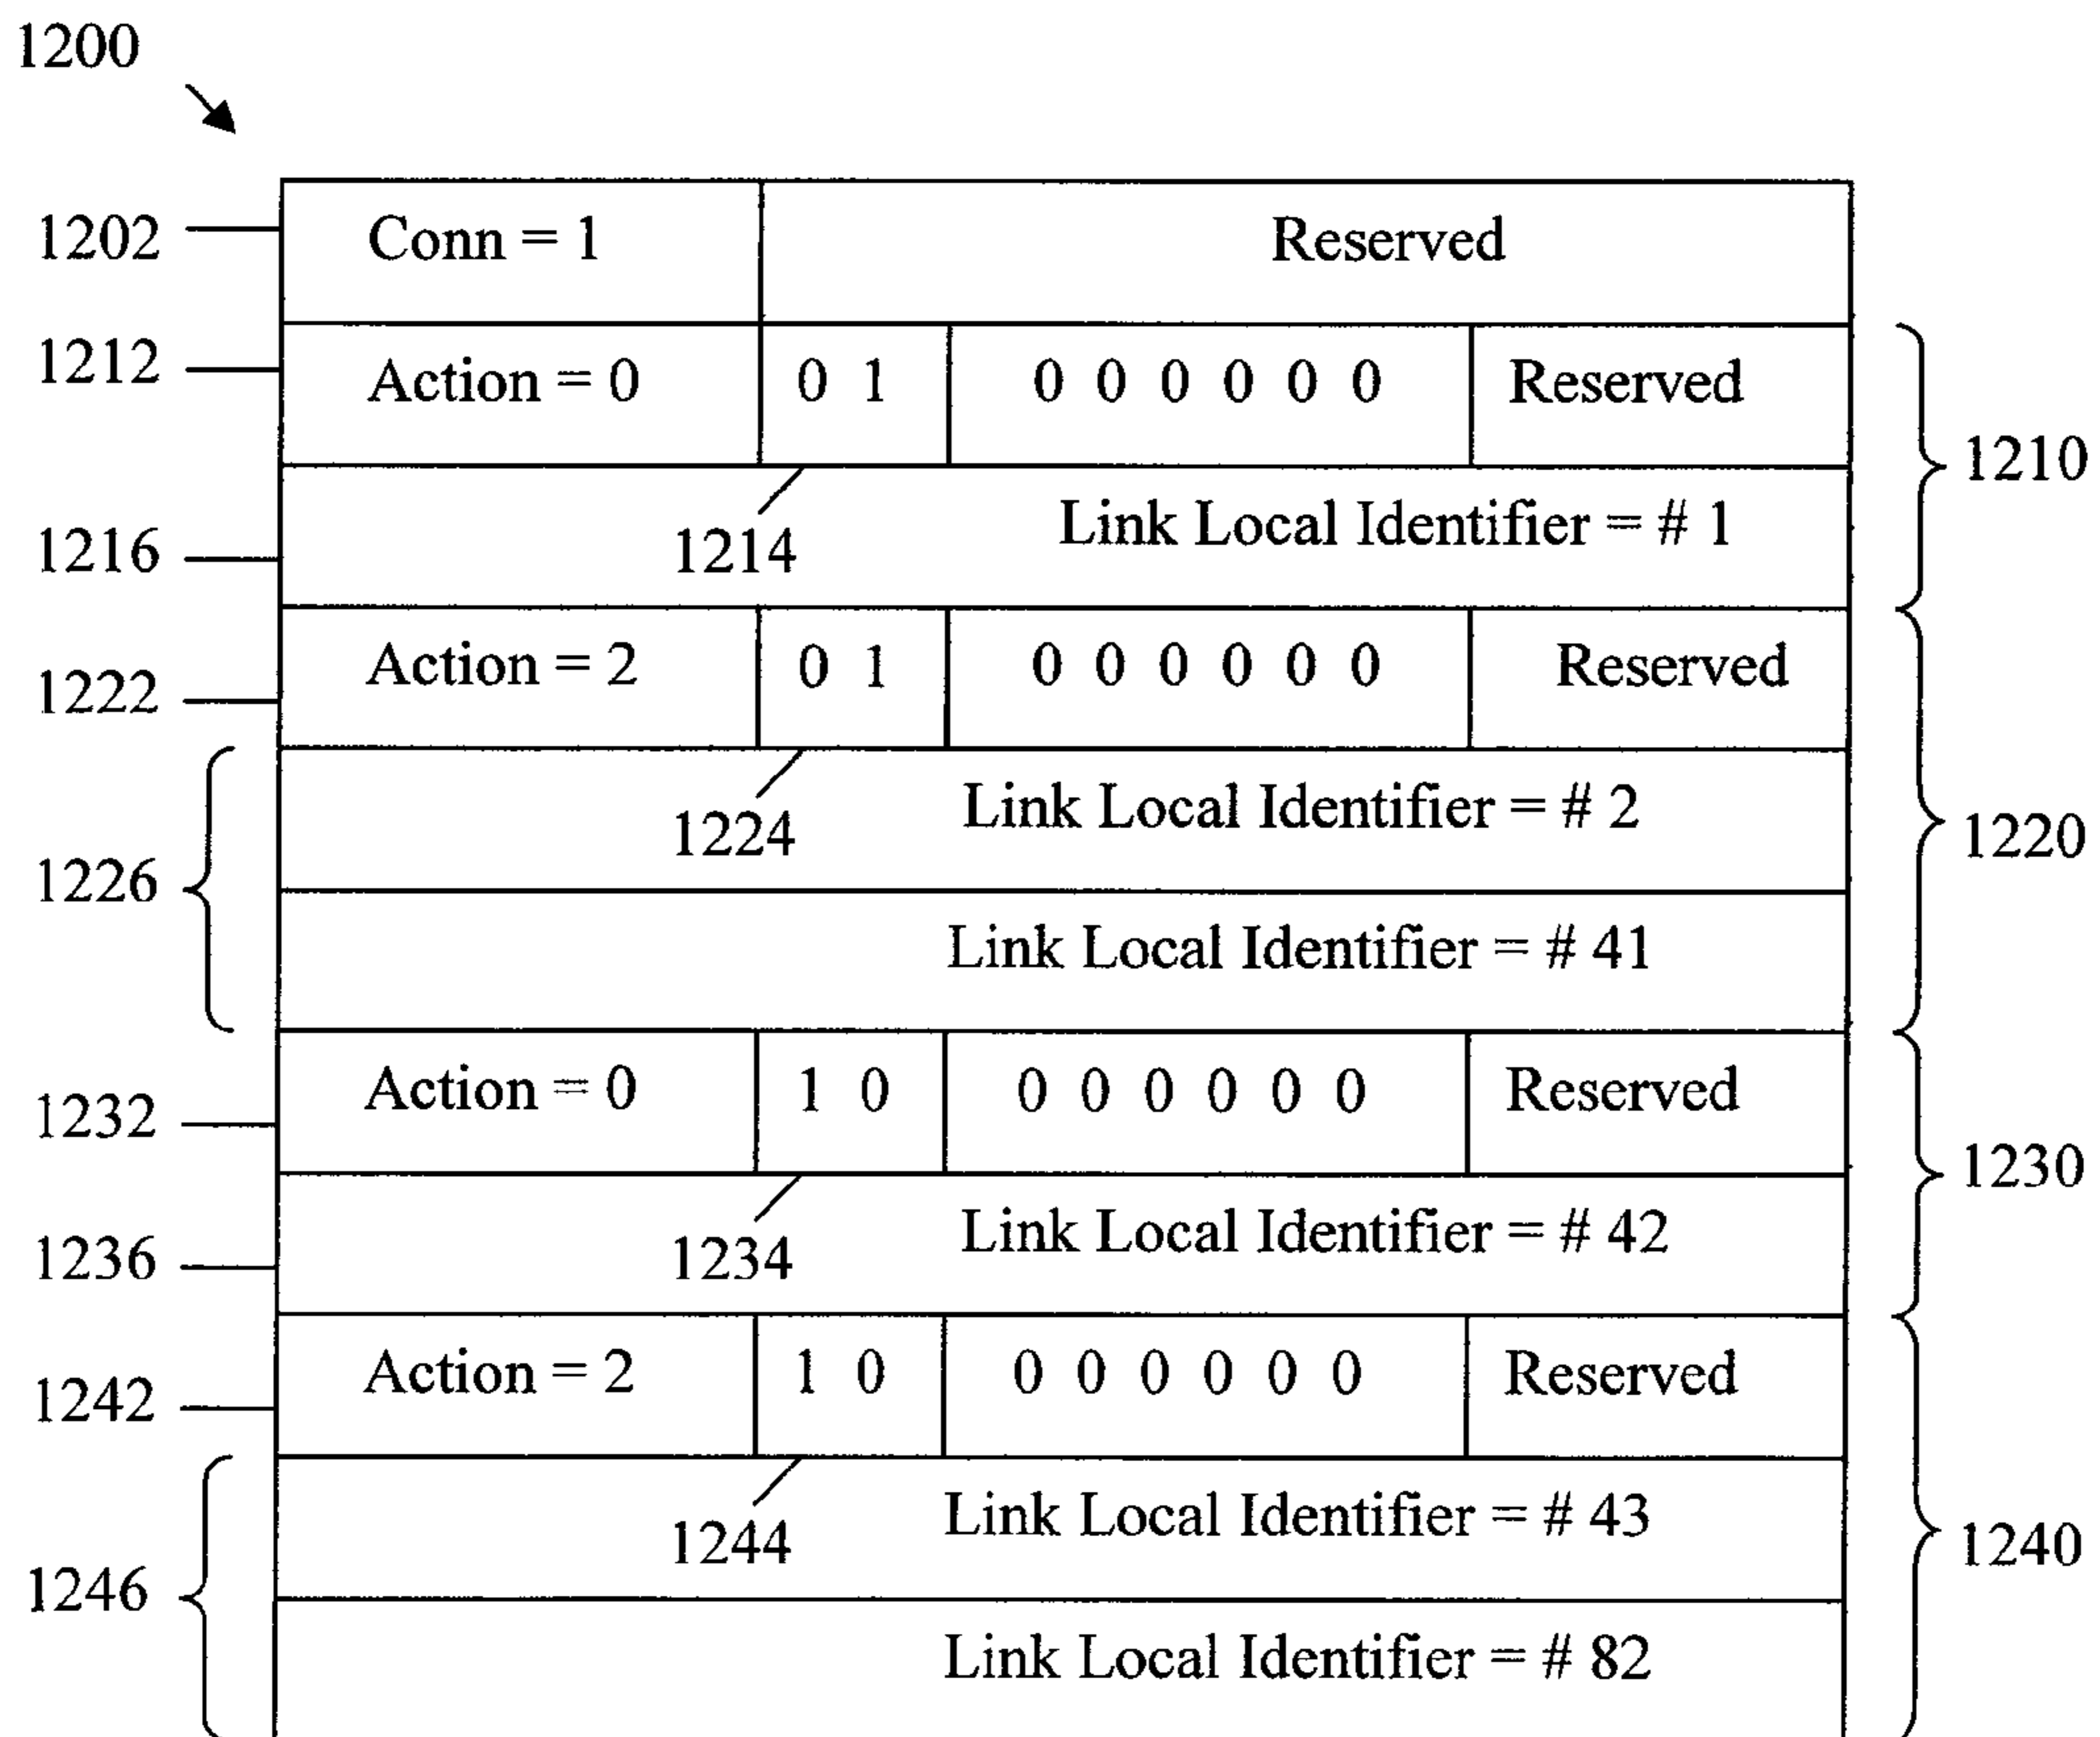 1200
1202 Conn = 1 Reserved
1212 Action = 0 0 1 0 0 0 0 0 0 Reserved
1210
1216 1214 Link Local Identifier = # 1
1222 Action = 2 0 1 0 0 0 0 0 0 Reserved
1224 Link Local Identifier = # 2
1226 1220
Link Local Identifier = # 41
1232 Action = 0 1 0 0 0 0 0 0 0 Reserved
1230
1236 1234 Link Local Identifier = # 42
1242 Action = 2 1 0 0 0 0 0 0 0 Reserved
1244 Link Local Identifier = # 43
1246 1240
Link Local Identifier = # 82